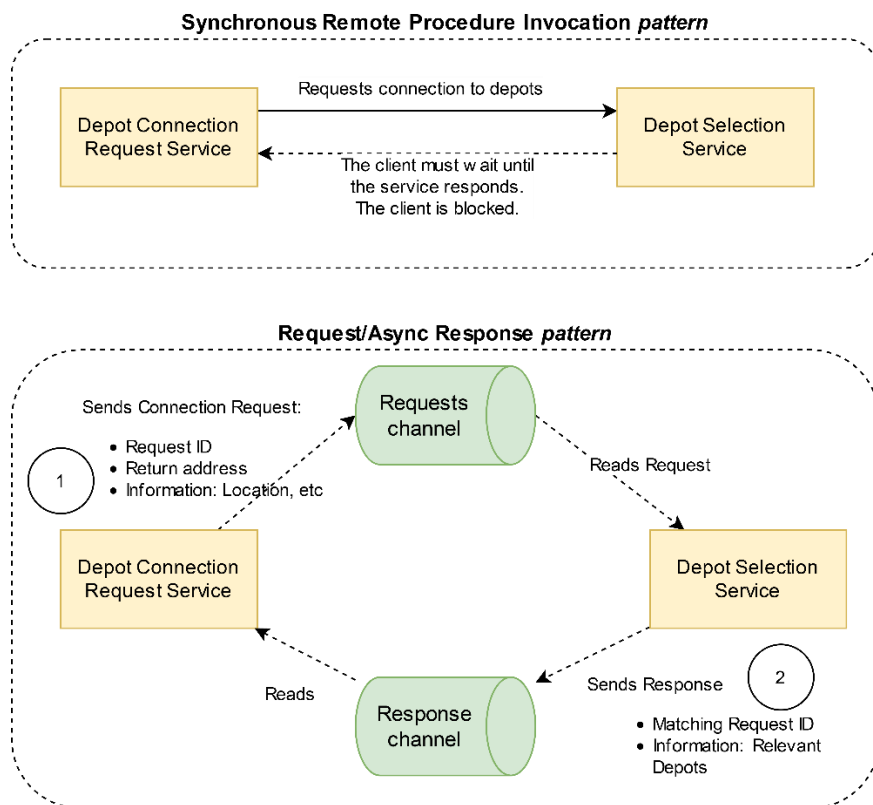 Synchronous Remote Procedure Invocation pattern
Requests connection to depots
Depot Connection
Request Service
Depot Selection
Service
The client must wait until
the service responds.
The client is blocked.
Request/Async Response pattern
Requests
channel
Sends Connection Request:
• Request ID
• Return address
• Information: Location, etc
1
Reads Request
Depot Connection
Request Service
Depot Selection
Service
Reads
Response
channel
Sends Response
2
• Matching Request ID
• Information: Relevant
Depots